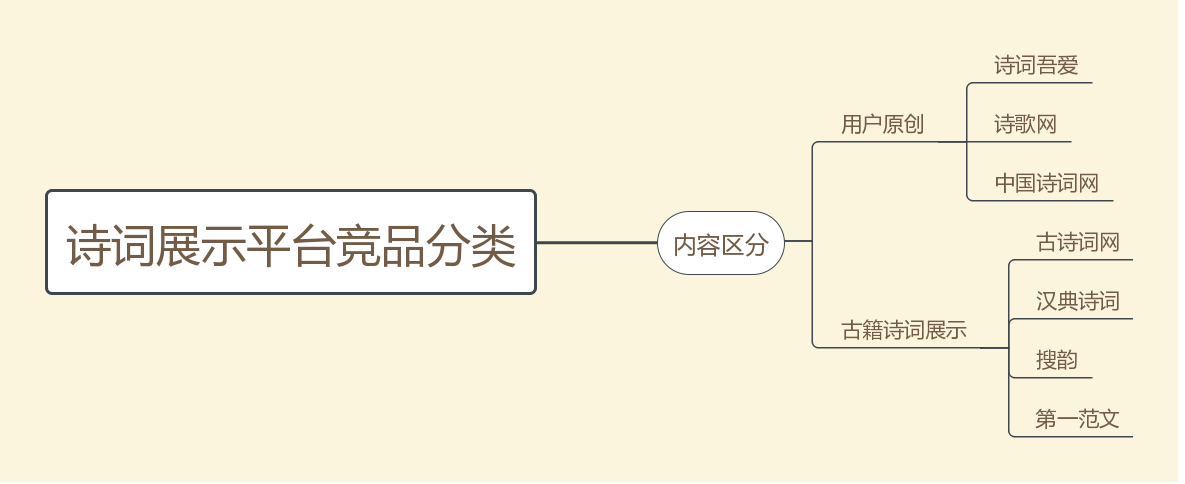 诗词展示平台竞品分类
内容区分
用户原创
诗词吾爱
诗歌网
中国诗词网
古籍诗词展示
古诗词网
汉典诗词
搜韵
第一范文